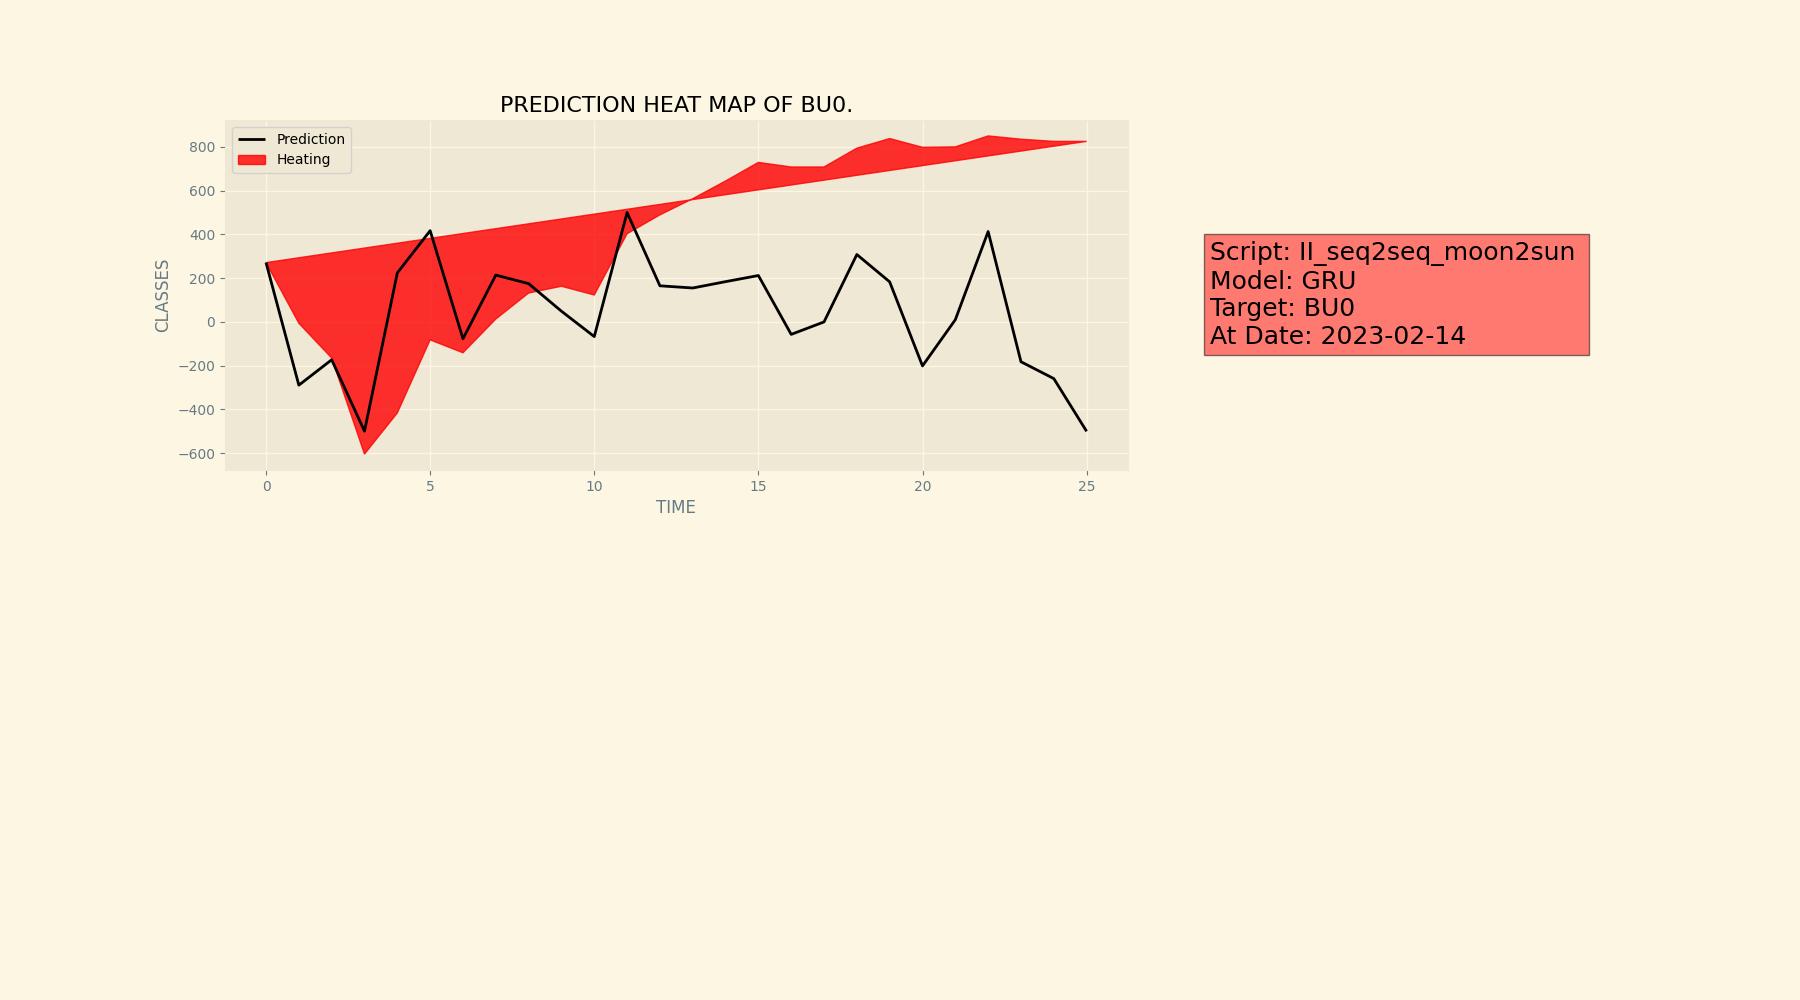 PREDICTION HEAT MAP OF BU0.
Prediction
Heating
800
600
400
200
0
−200
−400
−600
CLASSES
0 5 10 15 20 25
TIME
Script: II_seq2seq_moon2sun
Model: GRU
Target: BU0
At Date: 2023-02-14